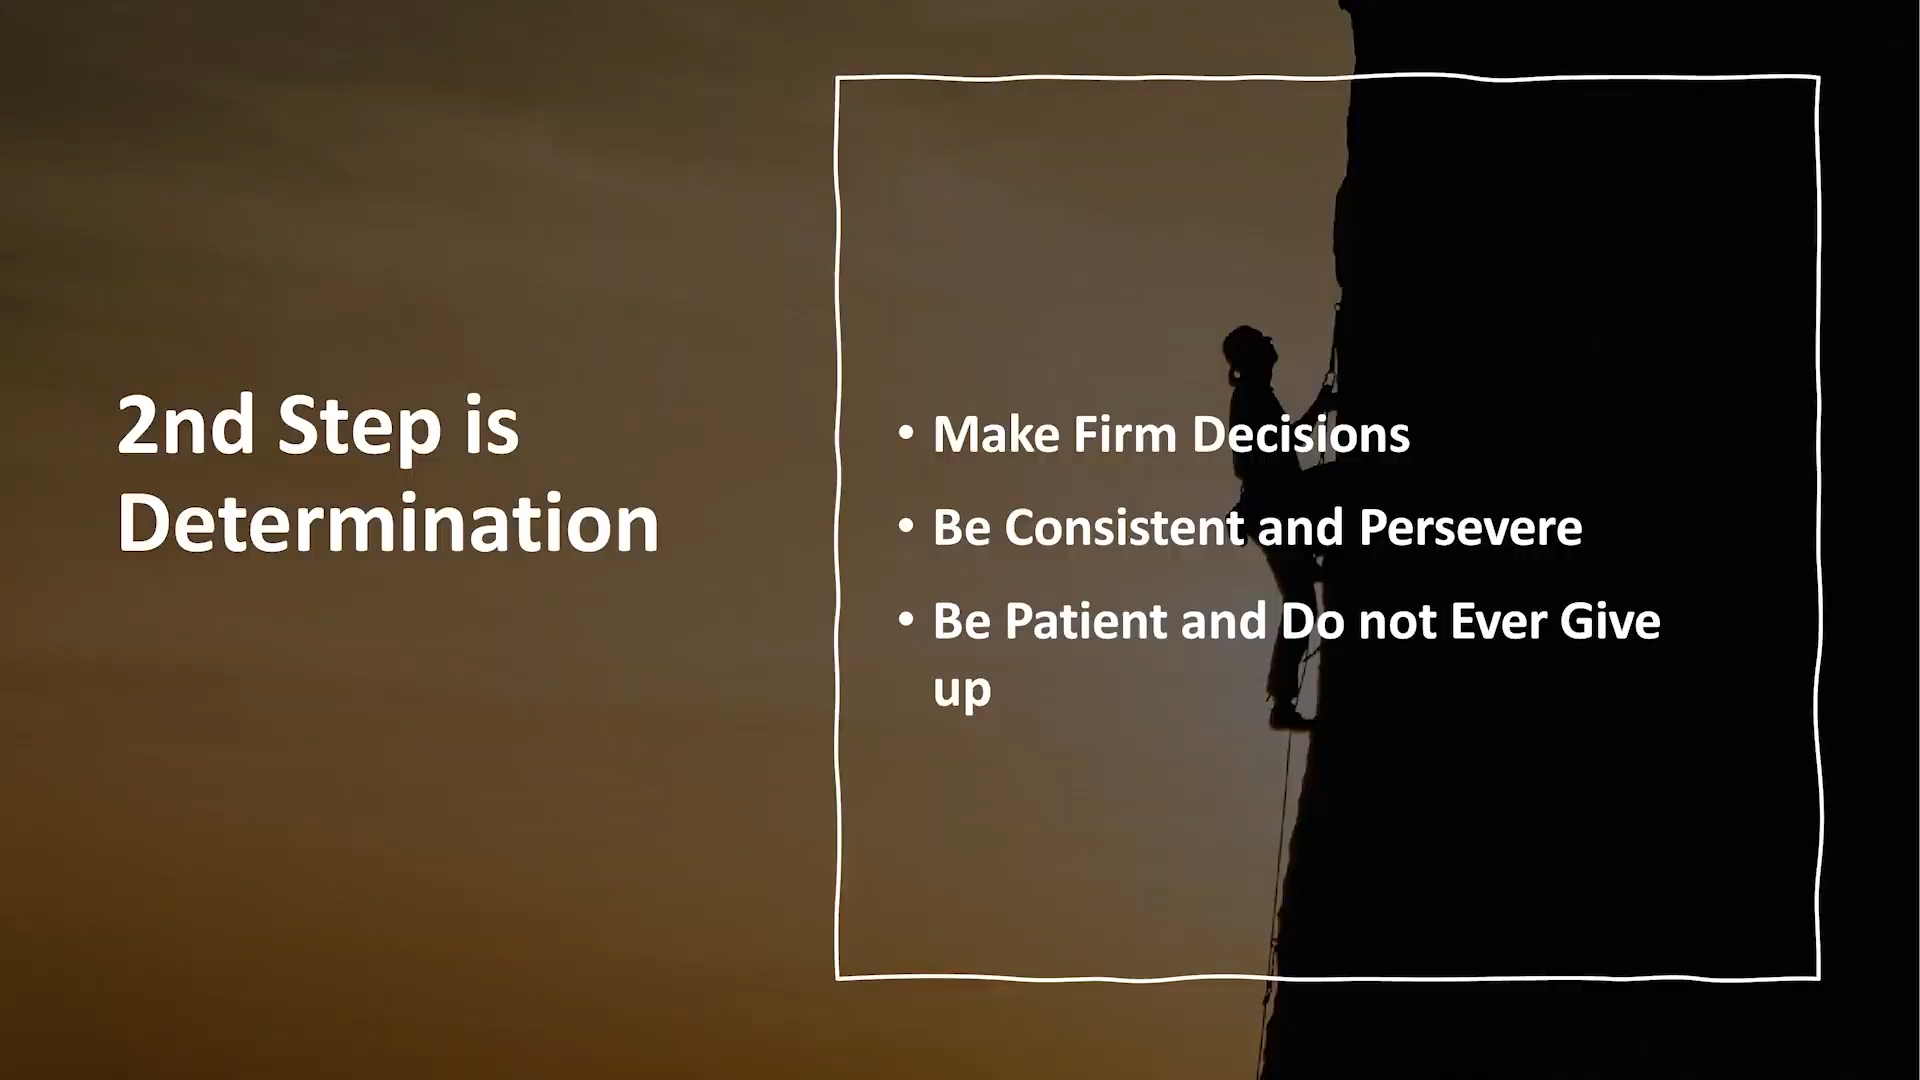 2nd Step is
Determination
• Make Firm Decisions
• Be Consistent and Persevere
• Be Patient and Do not Ever Give
up